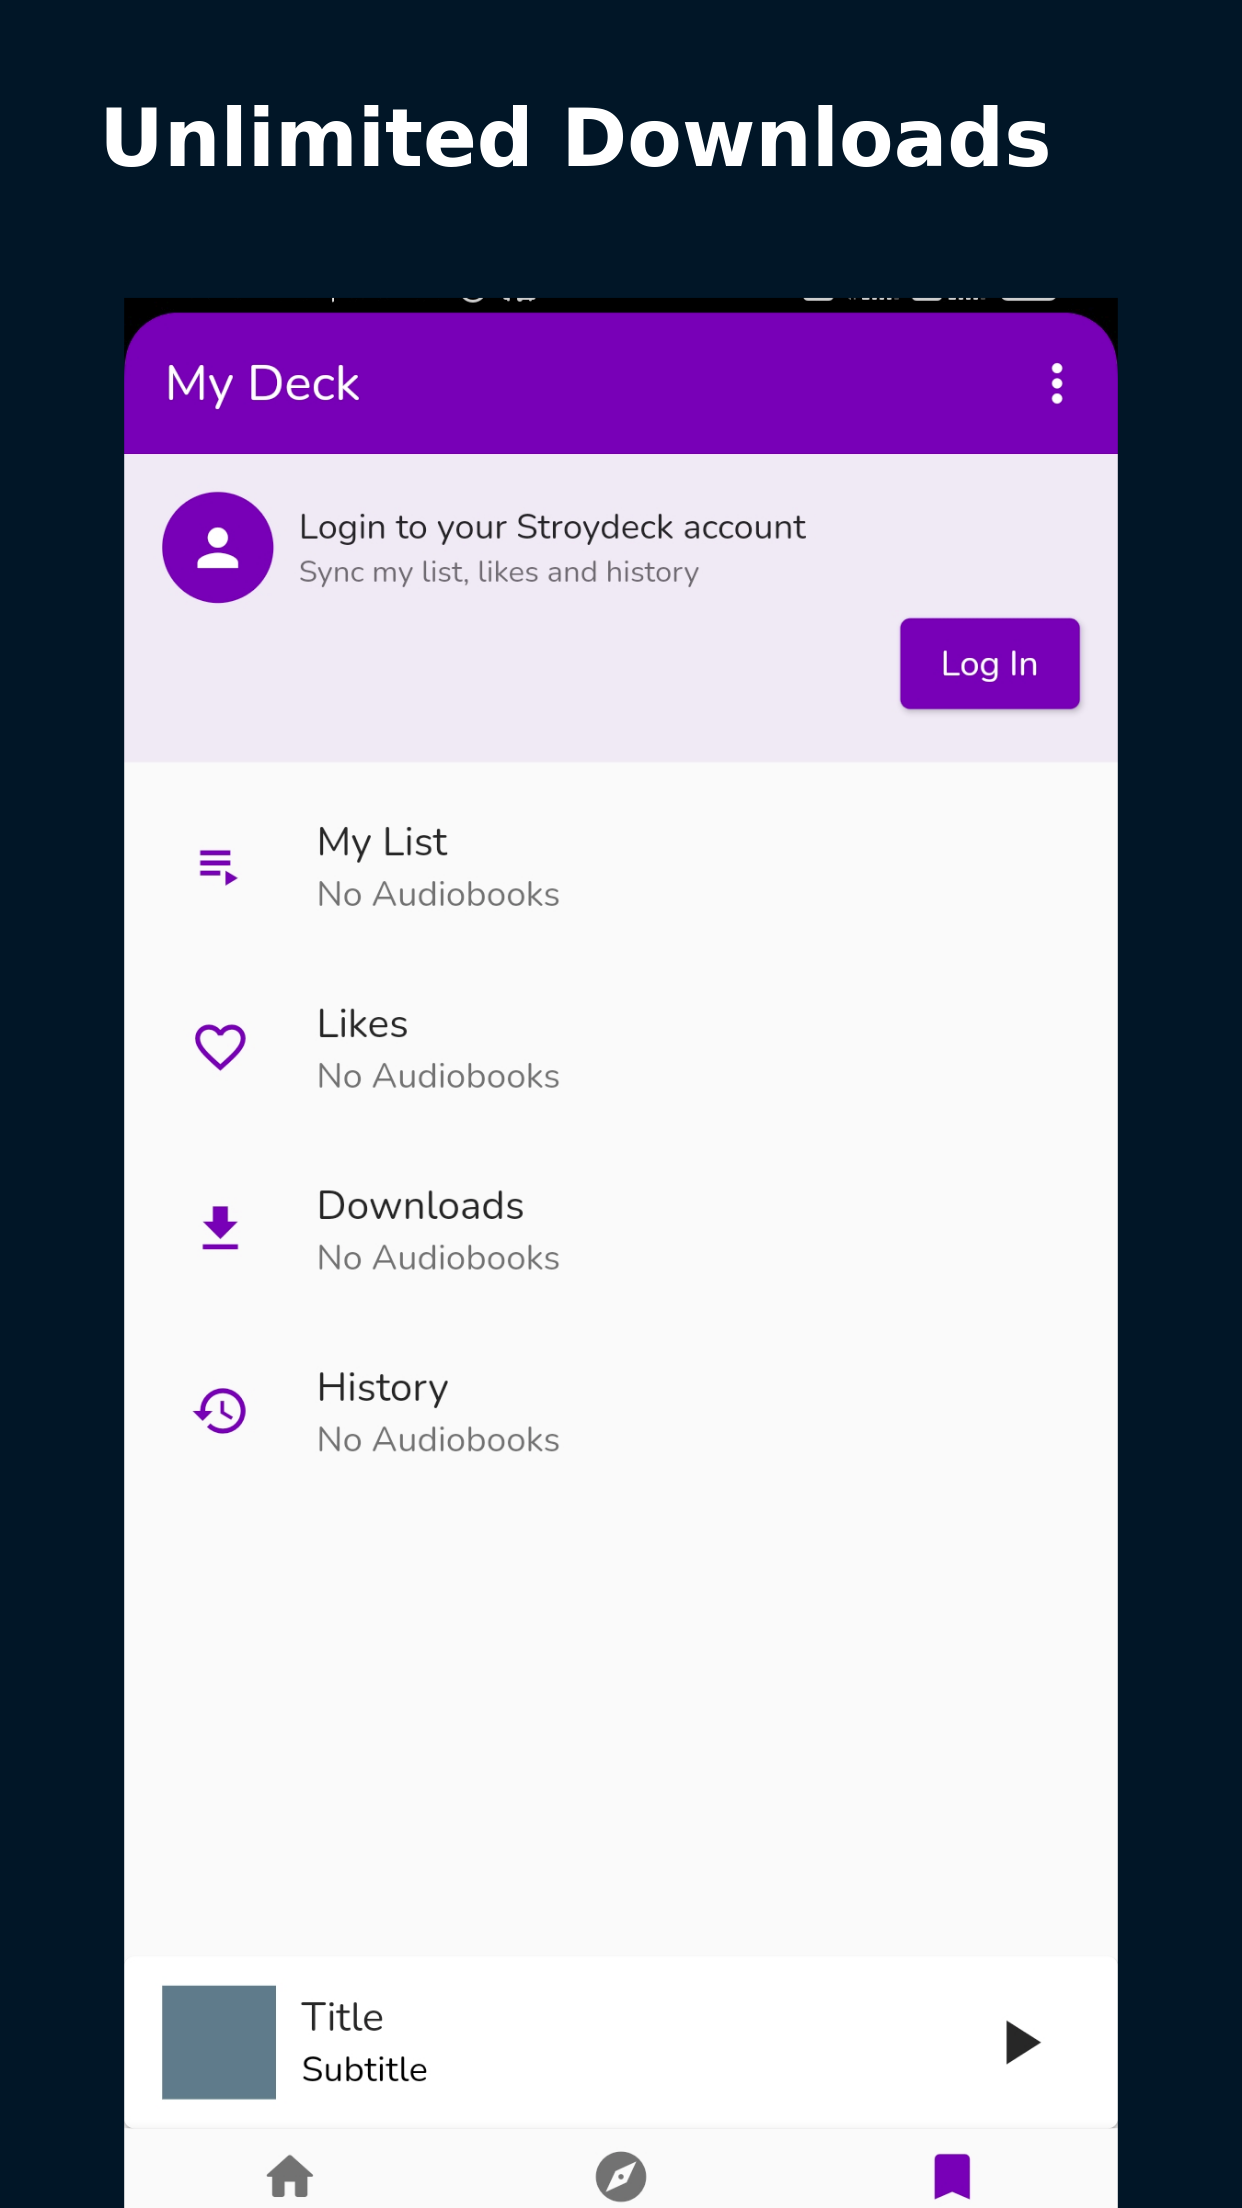 Unlimited Downloads
My Deck
Login to your Stroydeck account
Sync my list, likes and history
Log In
My List
No Audiobooks
Likes
No Audiobooks
Downloads
No Audiobooks
History
No Audiobooks
Title
Subtitle